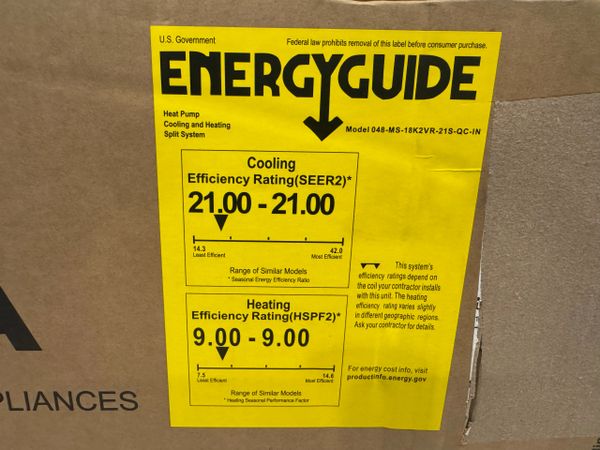 U.S. Government
Federal law prohibits removal of this label before consumer purchase.
ENERGYGUIDE
Heat Pump
Cooling and Heating
Split System
Model 048-MS-18K2VR-21S-QC-IN
Cooling
Efficiency Rating(SEER2)*
21.00 - 21.00
14.3
42.0
Least Efficient
Most Efficient
Range of Similar Models
* Seasonal Energy Efficiency Ratio
This system's
efficiency ratings depend on
the coil your contractor installs
with this unit. The heating
efficiency rating varies slightly
in different geographic regions.
Ask your contractor for details.
Heating
Efficiency Rating(HSPF2)*
9.00 - 9.00
7.5
14.6
Least Efficient
Most Efficient
Range of Similar Models
* Heating Seasonal Performance Factor
For energy cost info, visit
productinfo.energy.gov
A
PLIANCES